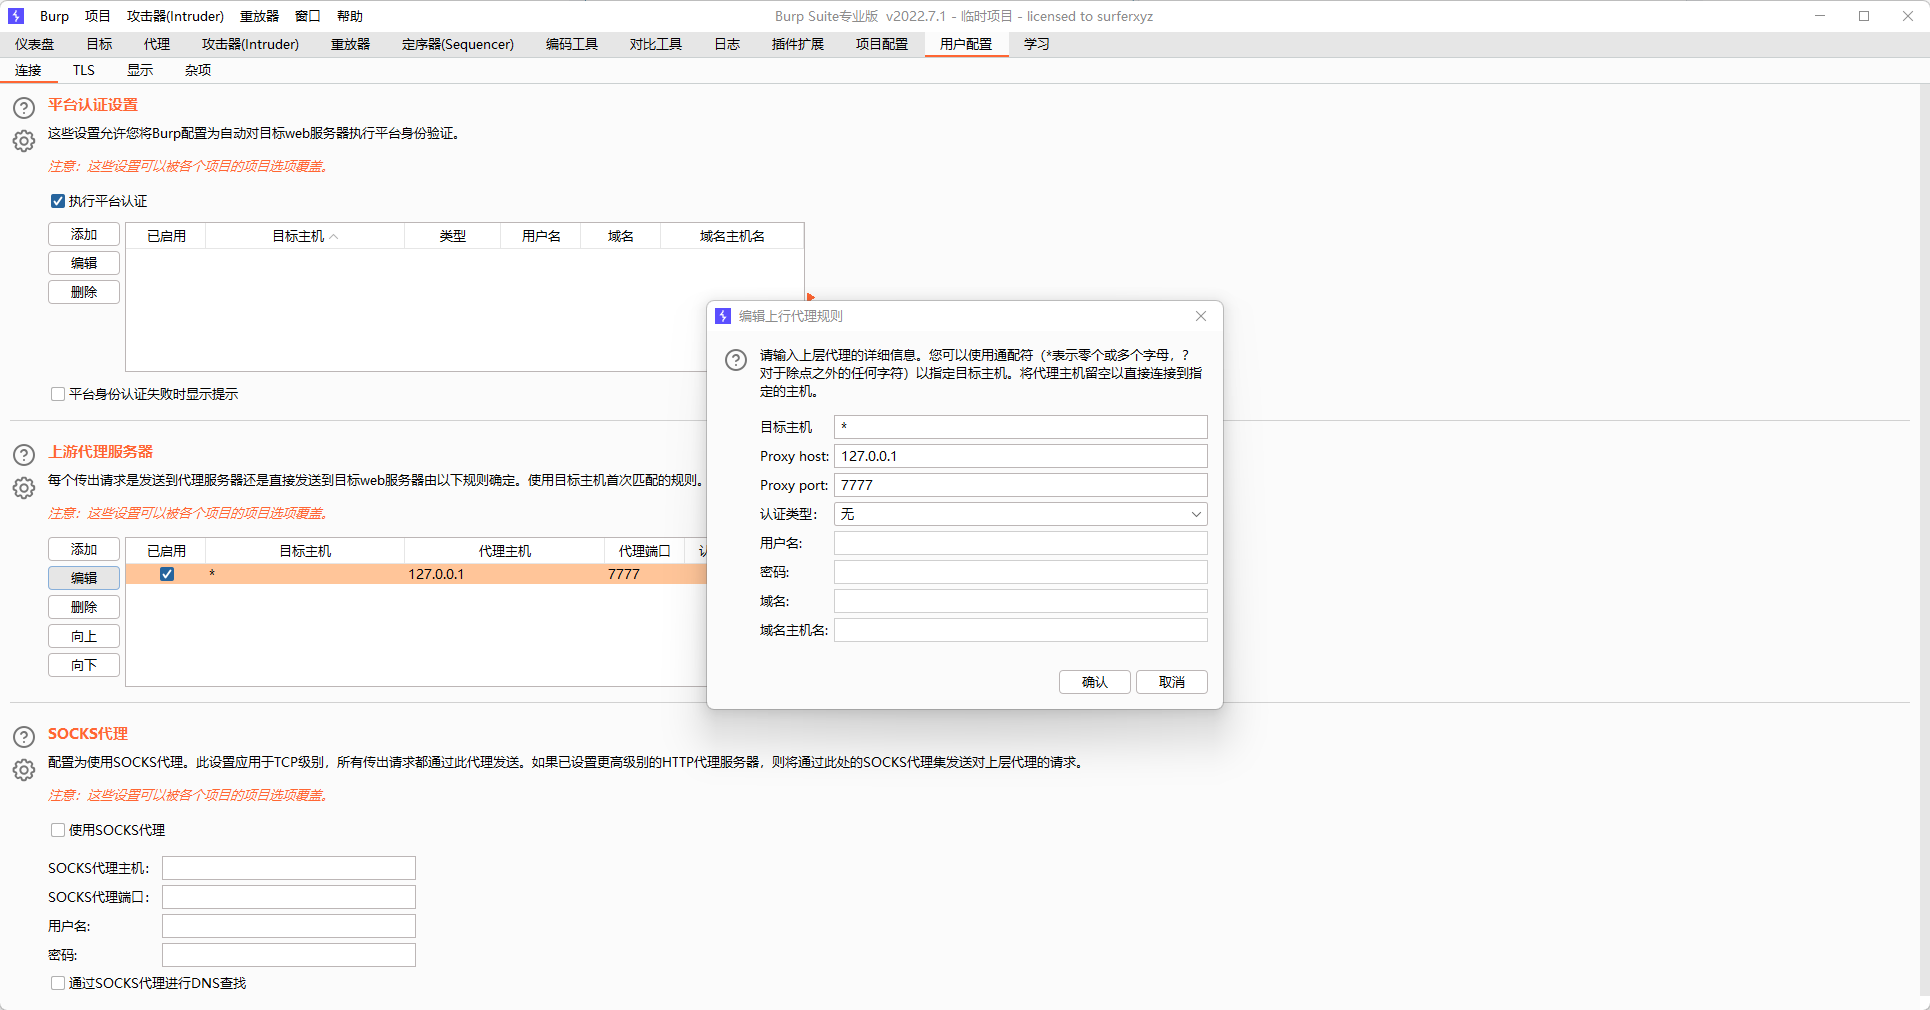 Burp 项目 攻击器(Intruder) 重放器 窗口 帮助 Burp Suite专业版 v2022.7.1 - 临时项目 - licensed to surferxyz
仪表盘 目标 代理 攻击器(Intruder) 重放器 定序器(Sequencer) 编码工具 对比工具 日志 插件扩展 项目配置 用户配置 学习
连接 TLS 显示 杂项
平台认证设置
这些设置允许您将Burp配置为自动对目标web服务器执行平台身份验证。
注意：这些设置可以被各个项目的项目选项覆盖。
执行平台认证
添加
编辑
删除
已启用 目标主机 类型 用户名 域名 域名主机名
平台身份认证失败时显示提示
上游代理服务器
每个传出请求是发送到代理服务器还是直接发送到目标web服务器由以下规则确定。使用目标主机首次匹配的规则。
注意：这些设置可以被各个项目的项目选项覆盖。
添加
编辑
删除
向上
向下
已启用 目标主机 代理主机 代理端口
* 127.0.0.1 7777
编辑上行代理规则
请输入上层代理的详细信息。您可以使用通配符（*表示零个或多个字母，?
对于除点之外的任何字符）以指定目标主机。将代理主机留空以直接连接到指
定的主机。
目标主机 *
Proxy host: 127.0.0.1
Proxy port: 7777
认证类型： 无
用户名:
密码:
域名:
域名主机名:
确认 取消
SOCKS代理
配置为使用SOCKS代理。此设置应用于TCP级别，所有传出请求都通过此代理发送。如果已设置更高级别的HTTP代理服务器，则将通过此处的SOCKS代理集发送对上层代理的请求。
注意：这些设置可以被各个项目的项目选项覆盖。
使用SOCKS代理
SOCKS代理主机：
SOCKS代理端口：
用户名:
密码:
通过SOCKS代理进行DNS查找